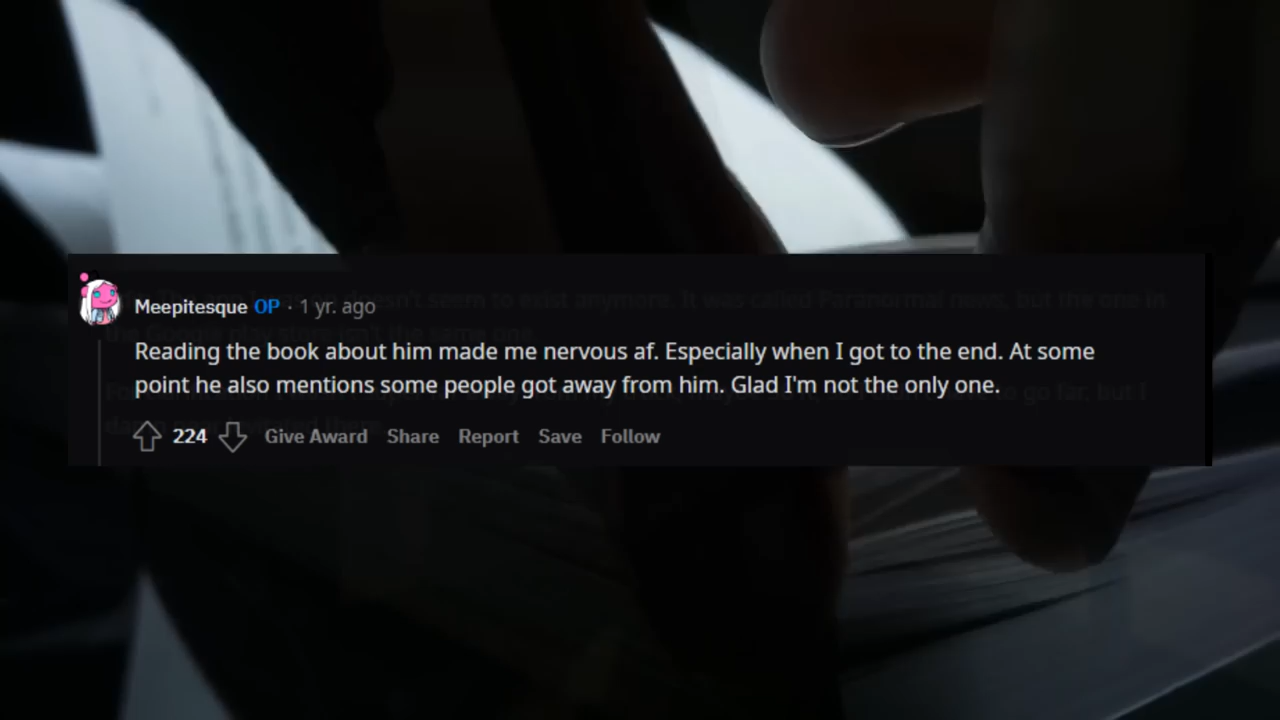 Meepitesque OP · 1 yr. ago
Reading the book about him made me nervous af. Especially when I got to the end. At some
point he also mentions some people got away from him. Glad I'm not the only one.
224 Give Award Share Report Save Follow